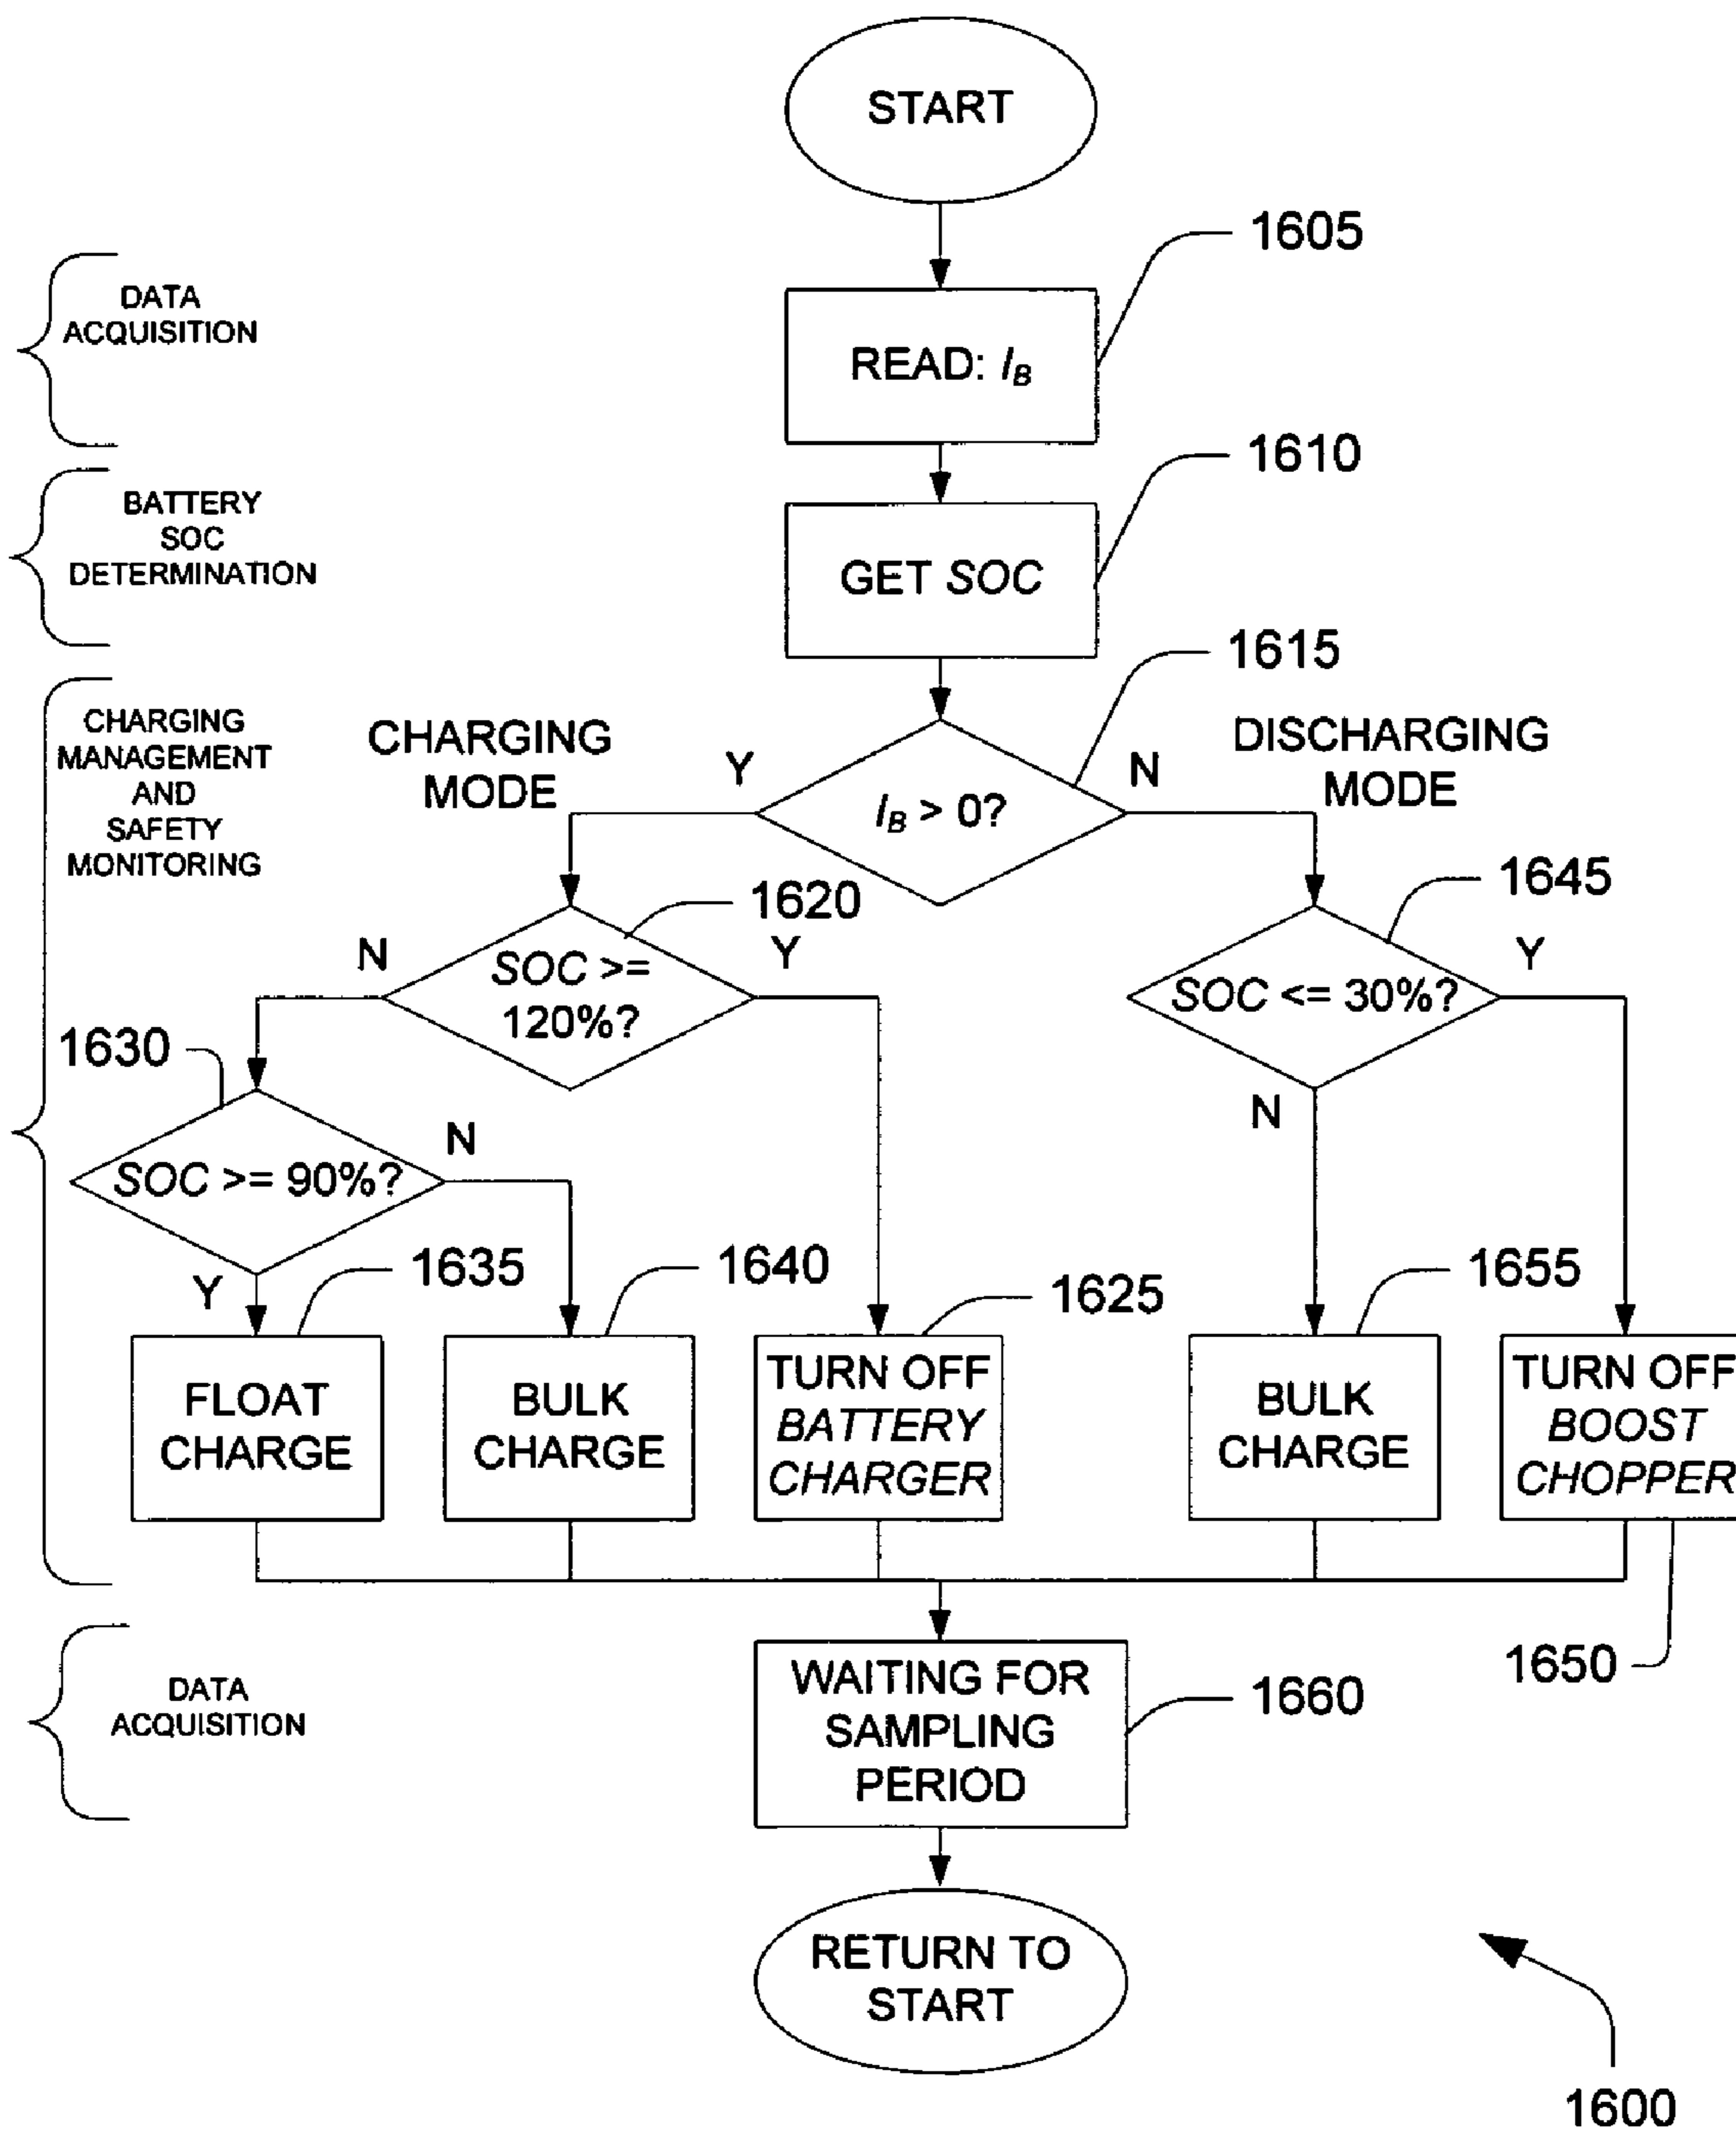 START
1605
DATA
ACQUISITION
READ: I_B
1610
BATTERY
SOC
DETERMINATION
GET SOC
1615
CHARGING
MANAGEMENT
AND
SAFETY
MONITORING
CHARGING
MODE
Y
I_B > 0?
N
DISCHARGING
MODE
1620
1645
N
SOC >=
120%?
Y
SOC <= 30%?
Y
1630
N
SOC >= 90%?
N
Y
1635
1640
1625
1655
FLOAT
CHARGE
BULK
CHARGE
TURN OFF
BATTERY
CHARGER
BULK
CHARGE
TURN OFF
BOOST
CHOPPER
1650
DATA
ACQUISITION
WAITING FOR
SAMPLING
PERIOD
1660
RETURN TO
START
1600